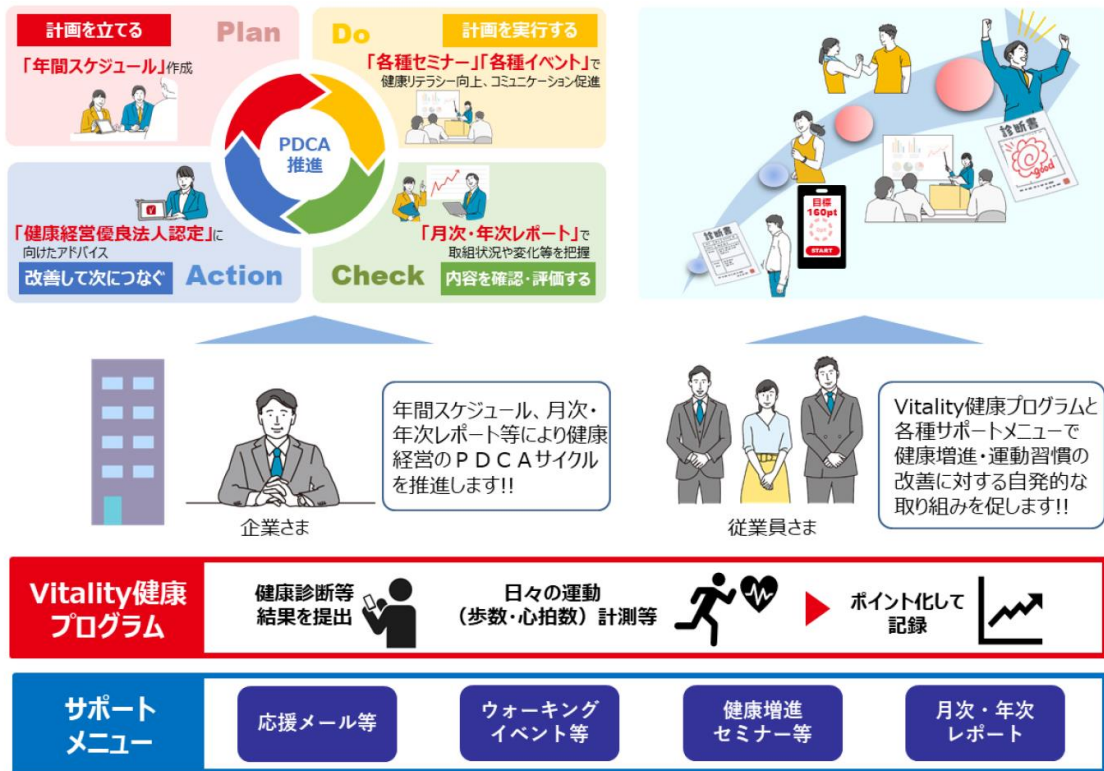 計画を立てる
Plan
「年間スケジュール」作成
Do
計画を実行する
「各種セミナー」「各種イベント」で
健康リテラシー向上、コミュニケーション促進
PDCA
推進
「健康経営優良法人認定」に
向けたアドバイス
改善して次につなぐ
Action
「月次・年次レポート」で
取組状況や変化等を把握
Check
内容を確認・評価する
診断書
目標
160pt
START
診断書
good
年間スケジュール、月次・
年次レポート等により健康
経営のＰＤＣＡサイクル
を推進します!!
企業さま
Vitality健康プログラムと
各種サポートメニューで
健康増進・運動習慣の
改善に対する自発的な
取り組みを促します!!
従業員さま
Vitality健康
プログラム
健康診断等
結果を提出
日々の運動
（歩数・心拍数）計測等
ポイント化して
記録
サポート
メニュー
応援メール等
ウォーキング
イベント等
健康増進
セミナー等
月次・年次
レポート